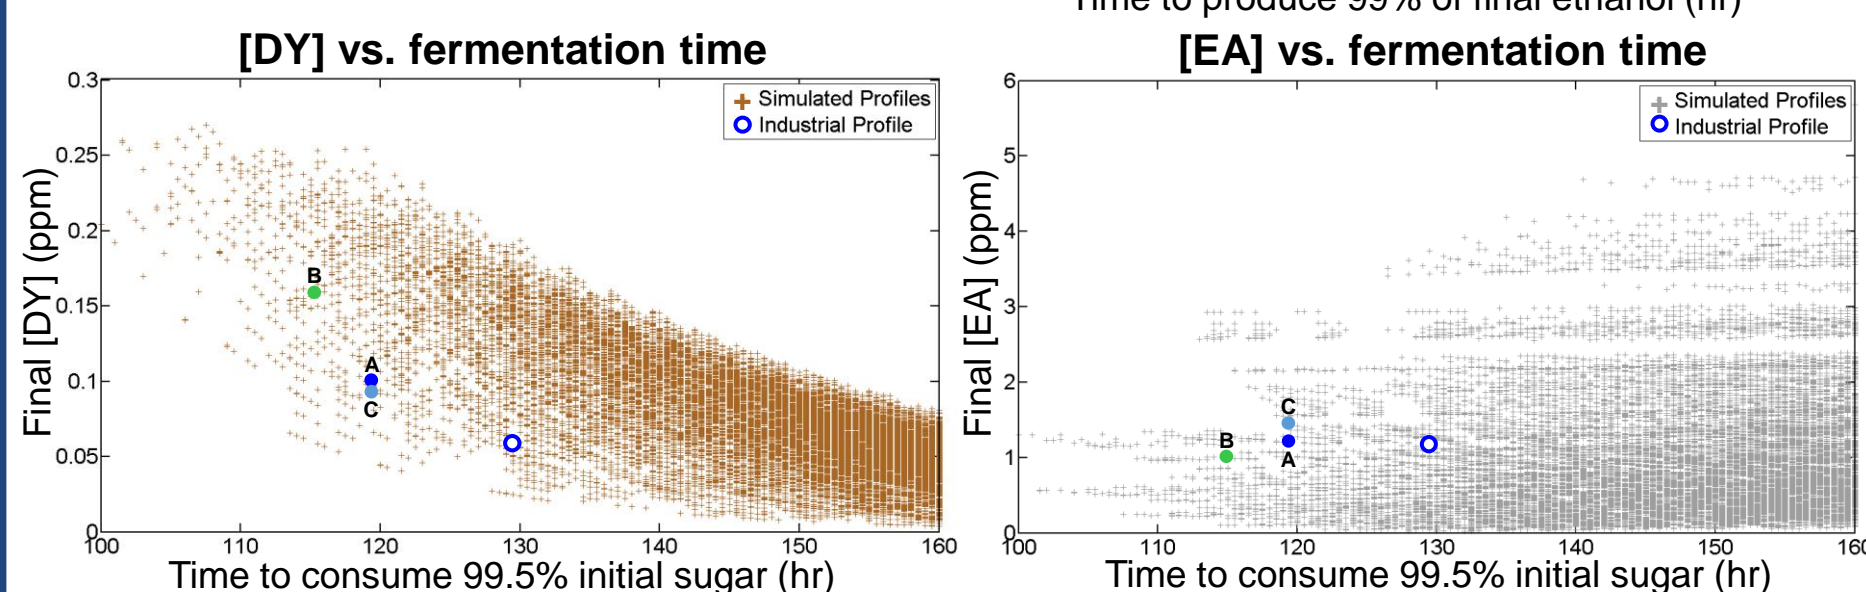 Time to produce 99% of final ethanol (hr)
[DY] vs. fermentation time
0.3
0.25
0.2
0.15
0.1
0.05
0
Final [DY] (ppm)
Simulated Profiles
Industrial Profile
B
A
C
100 110 120 130 140 150 160
Time to consume 99.5% initial sugar (hr)
[EA] vs. fermentation time
6
5
4
3
2
1
0
Final [EA] (ppm)
Simulated Profiles
Industrial Profile
C
B
A
100 110 120 130 140 150 160
Time to consume 99.5% initial sugar (hr)